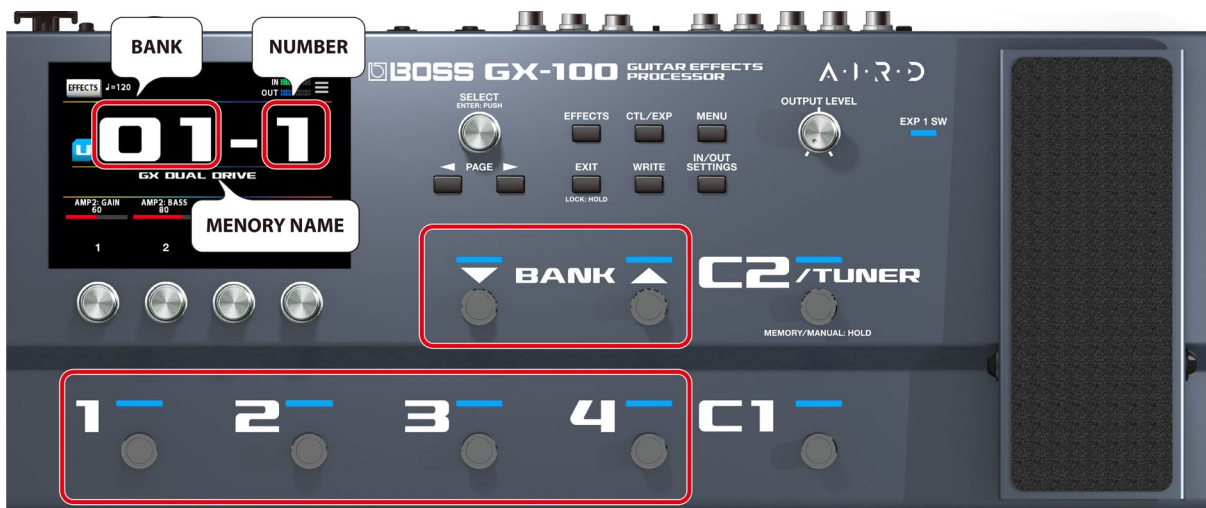 BANK
NUMBER
EFFECTS ♩=120
IN
OUT
U 01-1
GX DUAL DRIVE
AMP2: GAIN
60
AMP2: BASS
80
MENORY NAME
1 2
BOSS GX-100 GUITAR EFFECTS
PROCESSOR
A·I·R·D
SELECT
ENTER: PUSH
EFFECTS CTL/EXP MENU
OUTPUT LEVEL
EXP 1 SW
PAGE
EXIT WRITE IN/OUT
SETTINGS
LOCK: HOLD
BANK
C2/TUNER
MEMORY/MANUAL: HOLD
1 2 3 4 C1